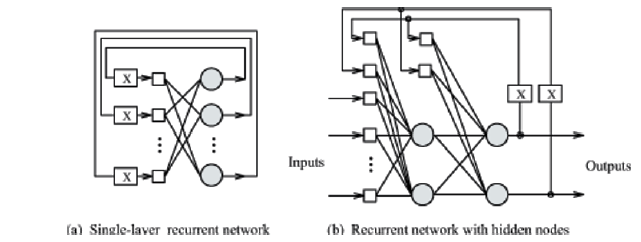 X
X
X
X X
Inputs
Outputs
(a) Single-layer recurrent network
(b) Recurrent network with hidden nodes